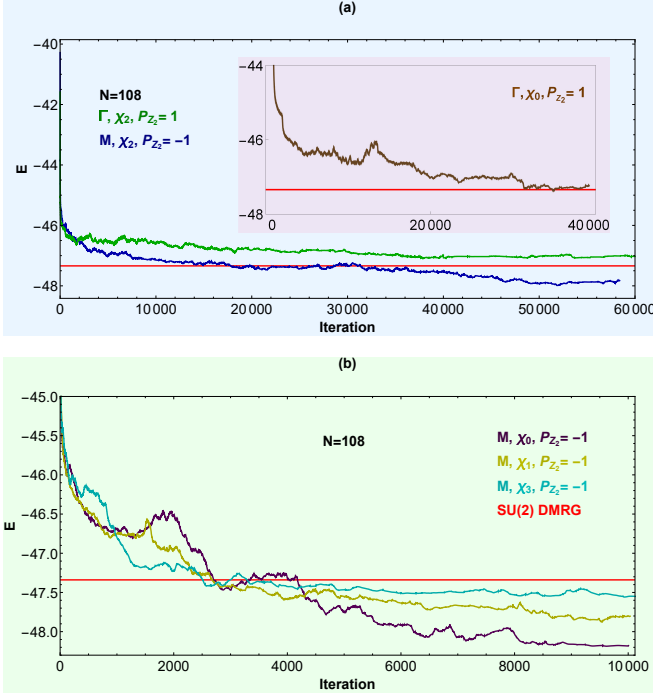 (a)
−40
−42
−44
−46
−48
E
N=108
Γ, χ2, PZ2= 1
M, χ2, PZ2= −1
−44
−46
−48
Γ, χ0, PZ2= 1
0 20000 40000
0 10000 20000 30000 40000 50000 60000
Iteration
(b)
−45.0
−45.5
−46.0
−46.5
−47.0
−47.5
−48.0
E
N=108
M, χ0, PZ2= −1
M, χ1, PZ2= −1
M, χ3, PZ2= −1
SU(2) DMRG
0 2000 4000 6000 8000 10000
Iteration